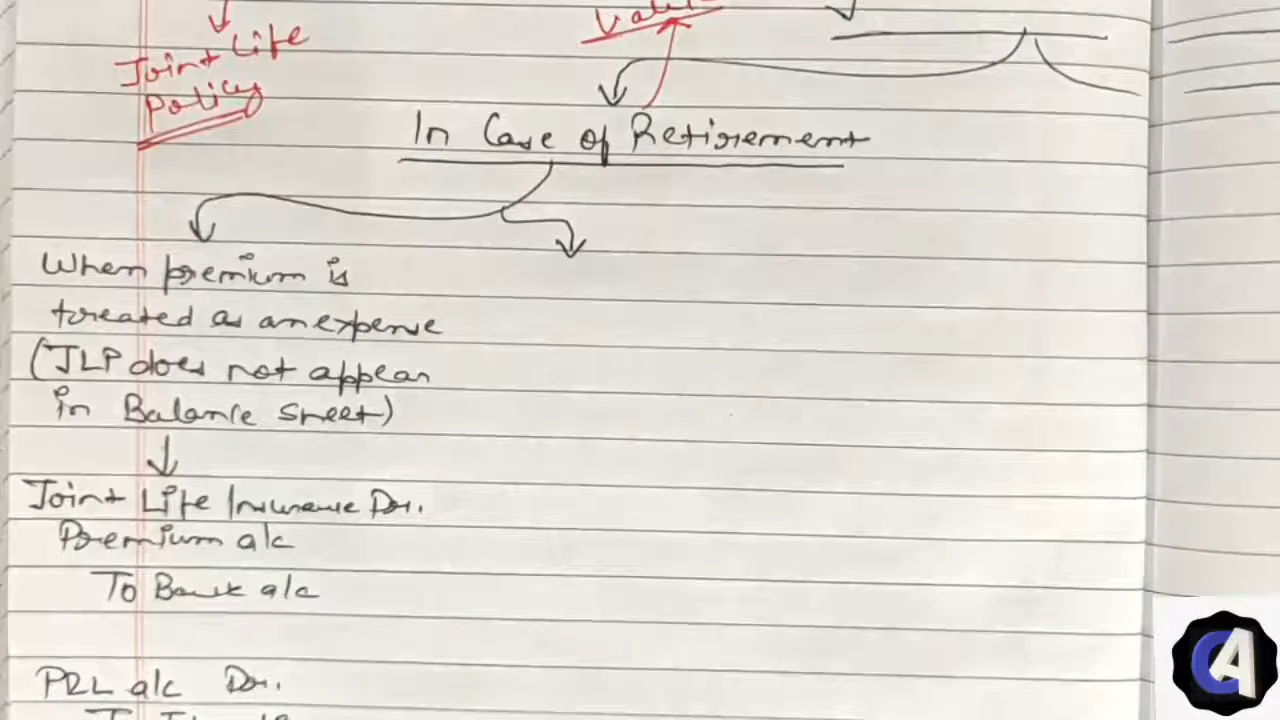 Joint Life
Policy
In Case of Retirement
When premium is
treated as an expense
(JLP does not appear
in Balance Sheet)
Joint Life Insurance Dr.
Premium a/c
To Bank a/c
P&L a/c Dr.
CA